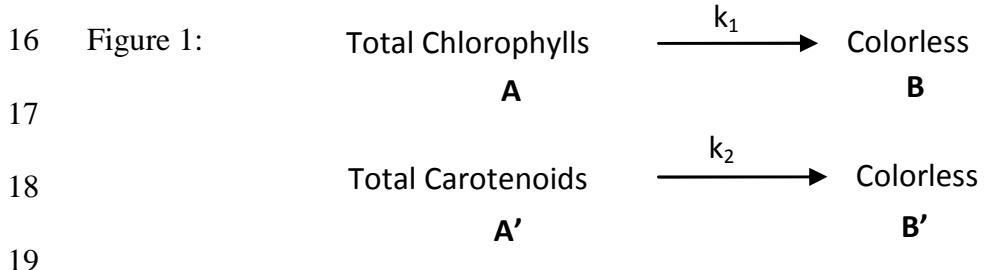 k₁
16 Figure 1: Total Chlorophylls Colorless
A B
17
k₂
18 Total Carotenoids Colorless
A’ B’
19